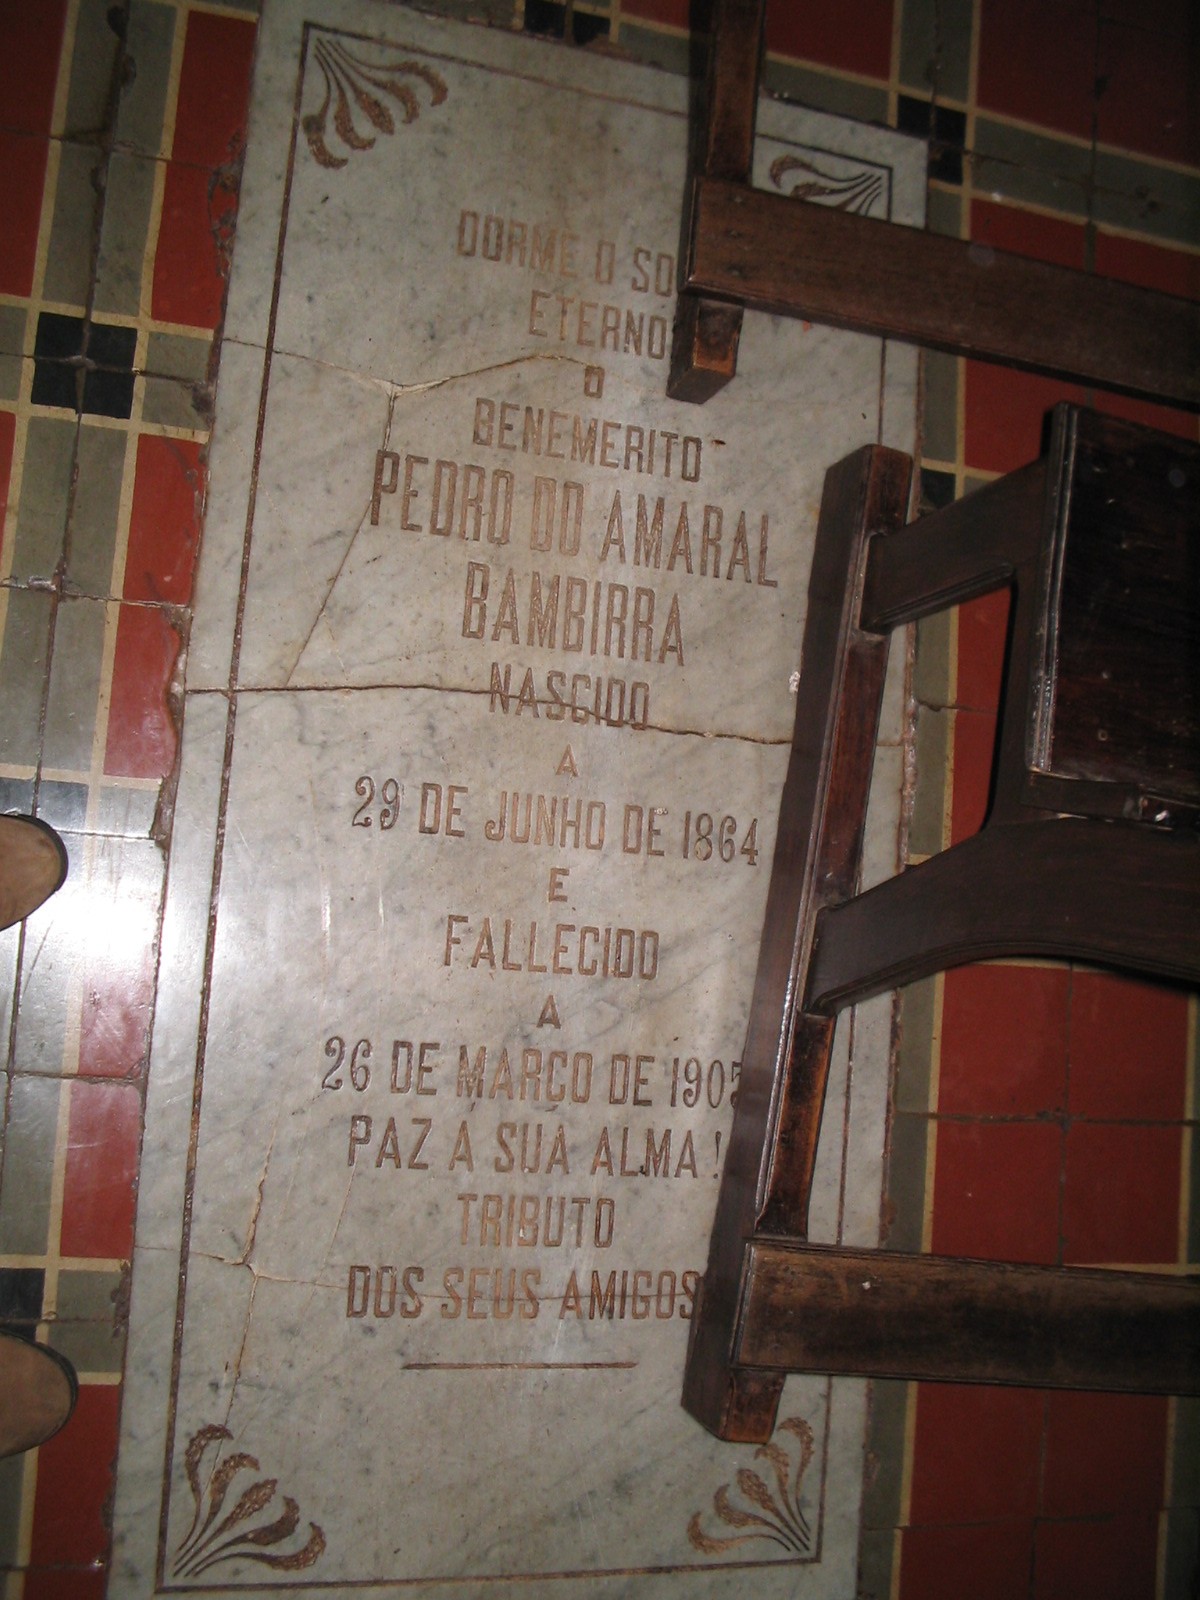 DORME O SO
ETERNO
O
BENEMERITO
PEDRO DO AMARAL
BAMBIRRA
NASCIDO
A
29 DE JUNHO DE 1864
E
FALLECIDO
A
26 DE MARCO DE 1905
PAZ A SUA ALMA!
TRIBUTO
DOS SEUS AMIGOS